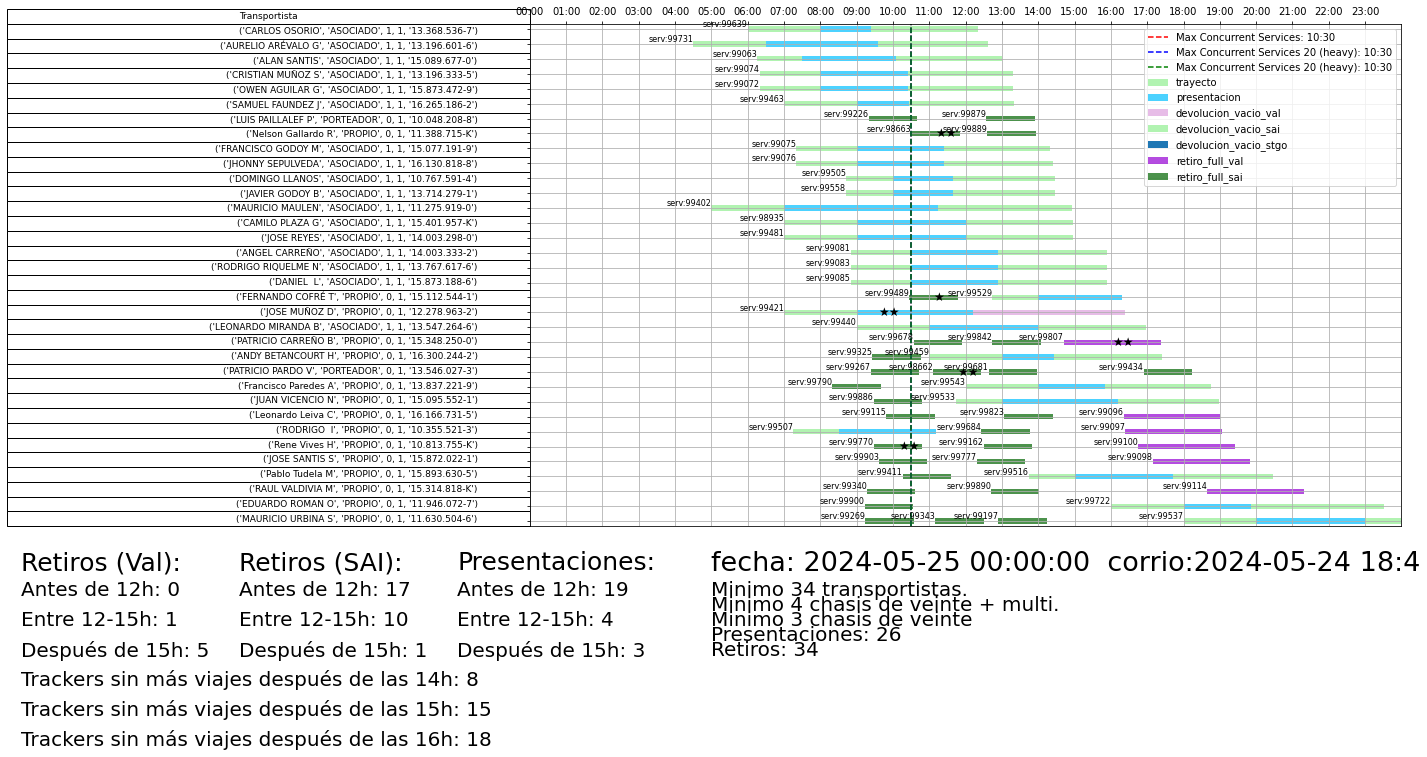 Transportista
00:00 01:00 02:00 03:00 04:00 05:00 06:00 07:00 08:00 09:00 10:00 11:00 12:00 13:00 14:00 15:00 16:00 17:00 18:00 19:00 20:00 21:00 22:00 23:00
('CARLOS OSORIO', 'ASOCIADO', 1, 1, '13.368.536-7') serv:99639
('AURELIO ARÉVALO G', 'ASOCIADO', 1, 1, '13.196.601-6') serv:99731
('ALAN SANTIS', 'ASOCIADO', 1, 1, '15.089.677-0') serv:99063
('CRISTIAN MUÑOZ S', 'ASOCIADO', 1, 1, '13.196.333-5') serv:99074
('OWEN AGUILAR G', 'ASOCIADO', 1, 1, '15.873.472-9') serv:99072
('SAMUEL FAUNDEZ J', 'ASOCIADO', 1, 1, '16.265.186-2') serv:99463
('LUIS PAILLALEF P', 'PORTEADOR', 0, 1, '10.048.208-8') serv:99226 serv:99879
('Nelson Gallardo R', 'PROPIO', 0, 1, '11.388.715-K') serv:98663 serv:99889
('FRANCISCO GODOY M', 'ASOCIADO', 1, 1, '15.077.191-9') serv:99075
('JHONNY SEPULVEDA', 'ASOCIADO', 1, 1, '16.130.818-8') serv:99076
('DOMINGO LLANOS', 'ASOCIADO', 1, 1, '10.767.591-4') serv:99505
('JAVIER GODOY B', 'ASOCIADO', 1, 1, '13.714.279-1') serv:99558
('MAURICIO MAULEN', 'ASOCIADO', 1, 1, '11.275.919-0') serv:99402
('CAMILO PLAZA G', 'ASOCIADO', 1, 1, '15.401.957-K') serv:98935
('JOSE REYES', 'ASOCIADO', 1, 1, '14.003.298-0') serv:99481
('ANGEL CARREÑO', 'ASOCIADO', 1, 1, '14.003.333-2') serv:99081
('RODRIGO RIQUELME N', 'ASOCIADO', 1, 1, '13.767.617-6') serv:99083
('DANIEL  L', 'ASOCIADO', 1, 1, '15.873.188-6') serv:99085
('FERNANDO COFRÉ T', 'PROPIO', 0, 1, '15.112.544-1') serv:99489 serv:99529
('JOSE MUÑOZ D', 'PROPIO', 0, 1, '12.278.963-2') serv:99421
('LEONARDO MIRANDA B', 'ASOCIADO', 1, 1, '13.547.264-6') serv:99440
('PATRICIO CARREÑO B', 'PROPIO', 0, 1, '15.348.250-0') serv:99678 serv:99842 serv:99807
('ANDY BETANCOURT H', 'PROPIO', 0, 1, '16.300.244-2') serv:99325 serv:99459
('PATRICIO PARDO V', 'PORTEADOR', 0, 1, '13.546.027-3') serv:99267 serv:98662 serv:99681 serv:99434
('Francisco Paredes A', 'PROPIO', 0, 1, '13.837.221-9') serv:99790 serv:99543
('JUAN VICENCIO N', 'PROPIO', 0, 1, '15.095.552-1') serv:99886 serv:99533
('Leonardo Leiva C', 'PROPIO', 0, 1, '16.166.731-5') serv:99115 serv:99823 serv:99096
('RODRIGO  I', 'PROPIO', 0, 1, '10.355.521-3') serv:99507 serv:99684 serv:99097
('Rene Vives H', 'PROPIO', 0, 1, '10.813.755-K') serv:99770 serv:99162 serv:99100
('JOSE SANTIS S', 'PROPIO', 0, 1, '15.872.022-1') serv:99903 serv:99777 serv:99098
('Pablo Tudela M', 'PROPIO', 0, 1, '15.893.630-5') serv:99411 serv:99516
('RAUL VALDIVIA M', 'PROPIO', 0, 1, '15.314.818-K') serv:99340 serv:99890 serv:99114
('EDUARDO ROMAN O', 'PROPIO', 0, 1, '11.946.072-7') serv:99900 serv:99722
('MAURICIO URBINA S', 'PROPIO', 0, 1, '11.630.504-6') serv:99269 serv:99343 serv:99197 serv:99537
Max Concurrent Services: 10:30
Max Concurrent Services 20 (heavy): 10:30
Max Concurrent Services 20 (heavy): 10:30
trayecto
presentacion
devolucion_vacio_val
devolucion_vacio_sai
devolucion_vacio_stgo
retiro_full_val
retiro_full_sai
Retiros (Val):
Antes de 12h: 0
Entre 12-15h: 1
Después de 15h: 5
Retiros (SAI):
Antes de 12h: 17
Entre 12-15h: 10
Después de 15h: 1
Presentaciones:
Antes de 12h: 19
Entre 12-15h: 4
Después de 15h: 3
Trackers sin más viajes después de las 14h: 8
Trackers sin más viajes después de las 15h: 15
Trackers sin más viajes después de las 16h: 18
fecha: 2024-05-25 00:00:00  corrio:2024-05-24 18:4
Minimo 34 transportistas.
Minimo 4 chasis de veinte + multi.
Minimo 3 chasis de veinte
Presentaciones: 26
Retiros: 34